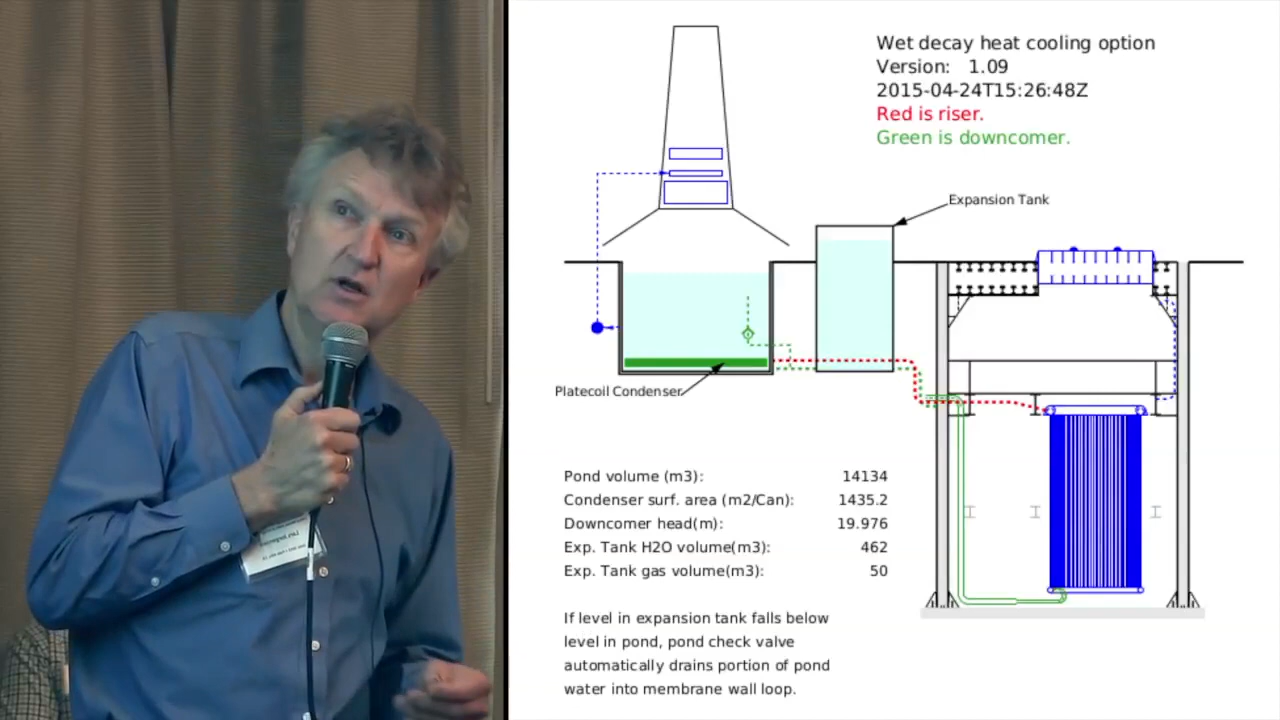 Wet decay heat cooling option
Version: 1.09
2015-04-24T15:26:48Z
Red is riser.
Green is downcomer.
Expansion Tank
Platecoil Condenser
Pond volume (m3): 14134
Condenser surf. area (m2/Can): 1435.2
Downcomer head(m): 19.976
Exp. Tank H2O volume(m3): 462
Exp. Tank gas volume(m3): 50
If level in expansion tank falls below
level in pond, pond check valve
automatically drains portion of pond
water into membrane wall loop.